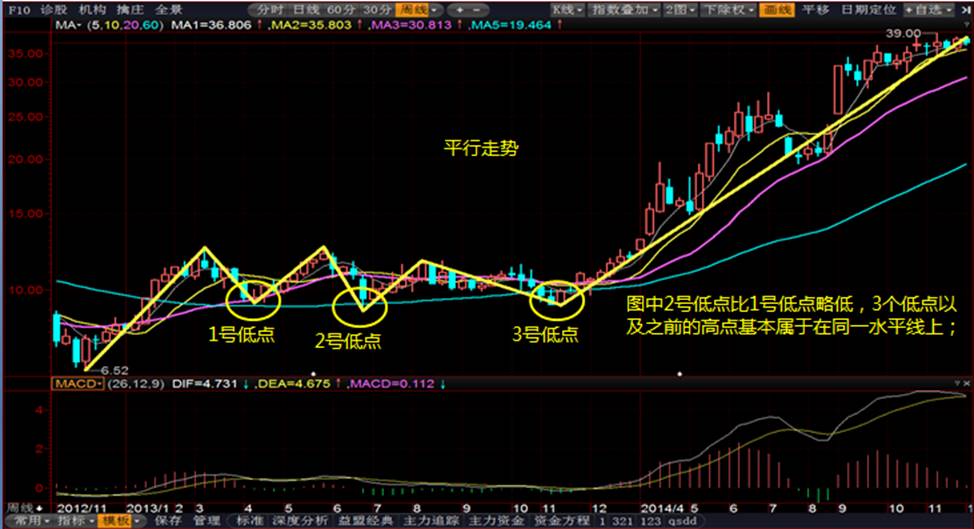 F10 诊股 机构 擒庄 全景 分时 日线 60分 30分 周线 K线 指数叠加 2图 下除权 画线 平移 日期定位 +自选
MA (5,10,20,60) MA1=36.806↑,MA2=35.803↑,MA3=30.813↑,MA5=19.464↑
39.00
35.00
30.00
25.00
平行走势
20.00
15.00
10.00
图中2号低点比1号低点略低，3个低点以
及之前的高点基本属于在同一水平线上；
1号低点
2号低点
3号低点
6.52
MACD (26,12,9) DIF=4.731↓,DEA=4.675↑,MACD=0.112↓
4
2
0
周线 2012/11 2013/1 2 3 4 5 6 7 8 9 10 11 2014/4 5 6 7 8 9 10 11
常用 指标 模板 保存 管理 标准 深度分析 益盟经典 主力追踪 主力资金 资金方程 1 321 123 qsdd